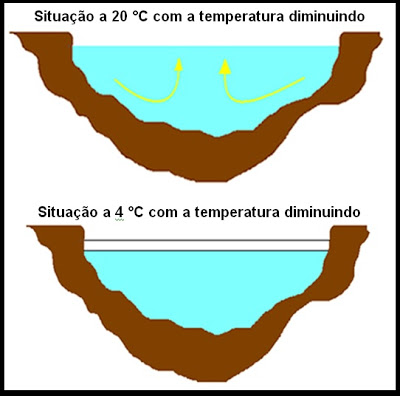 Situação a 20 °C com a temperatura diminuindo
Situação a 4 °C com a temperatura diminuindo